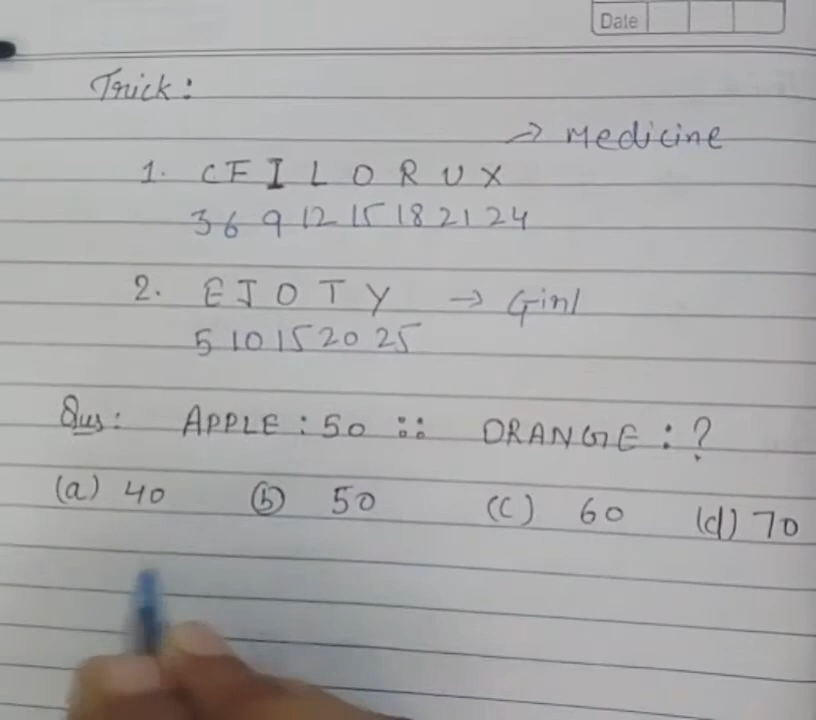 Date
Trick:
→ Medicine
1. C F I L O R U X
3 6 9 12 15 18 21 24
2. E J O T Y → Girl
5 10 15 20 25
Qus: APPLE : 50 :: ORANGE : ?
(a) 40 (b) 50 (c) 60 (d) 70